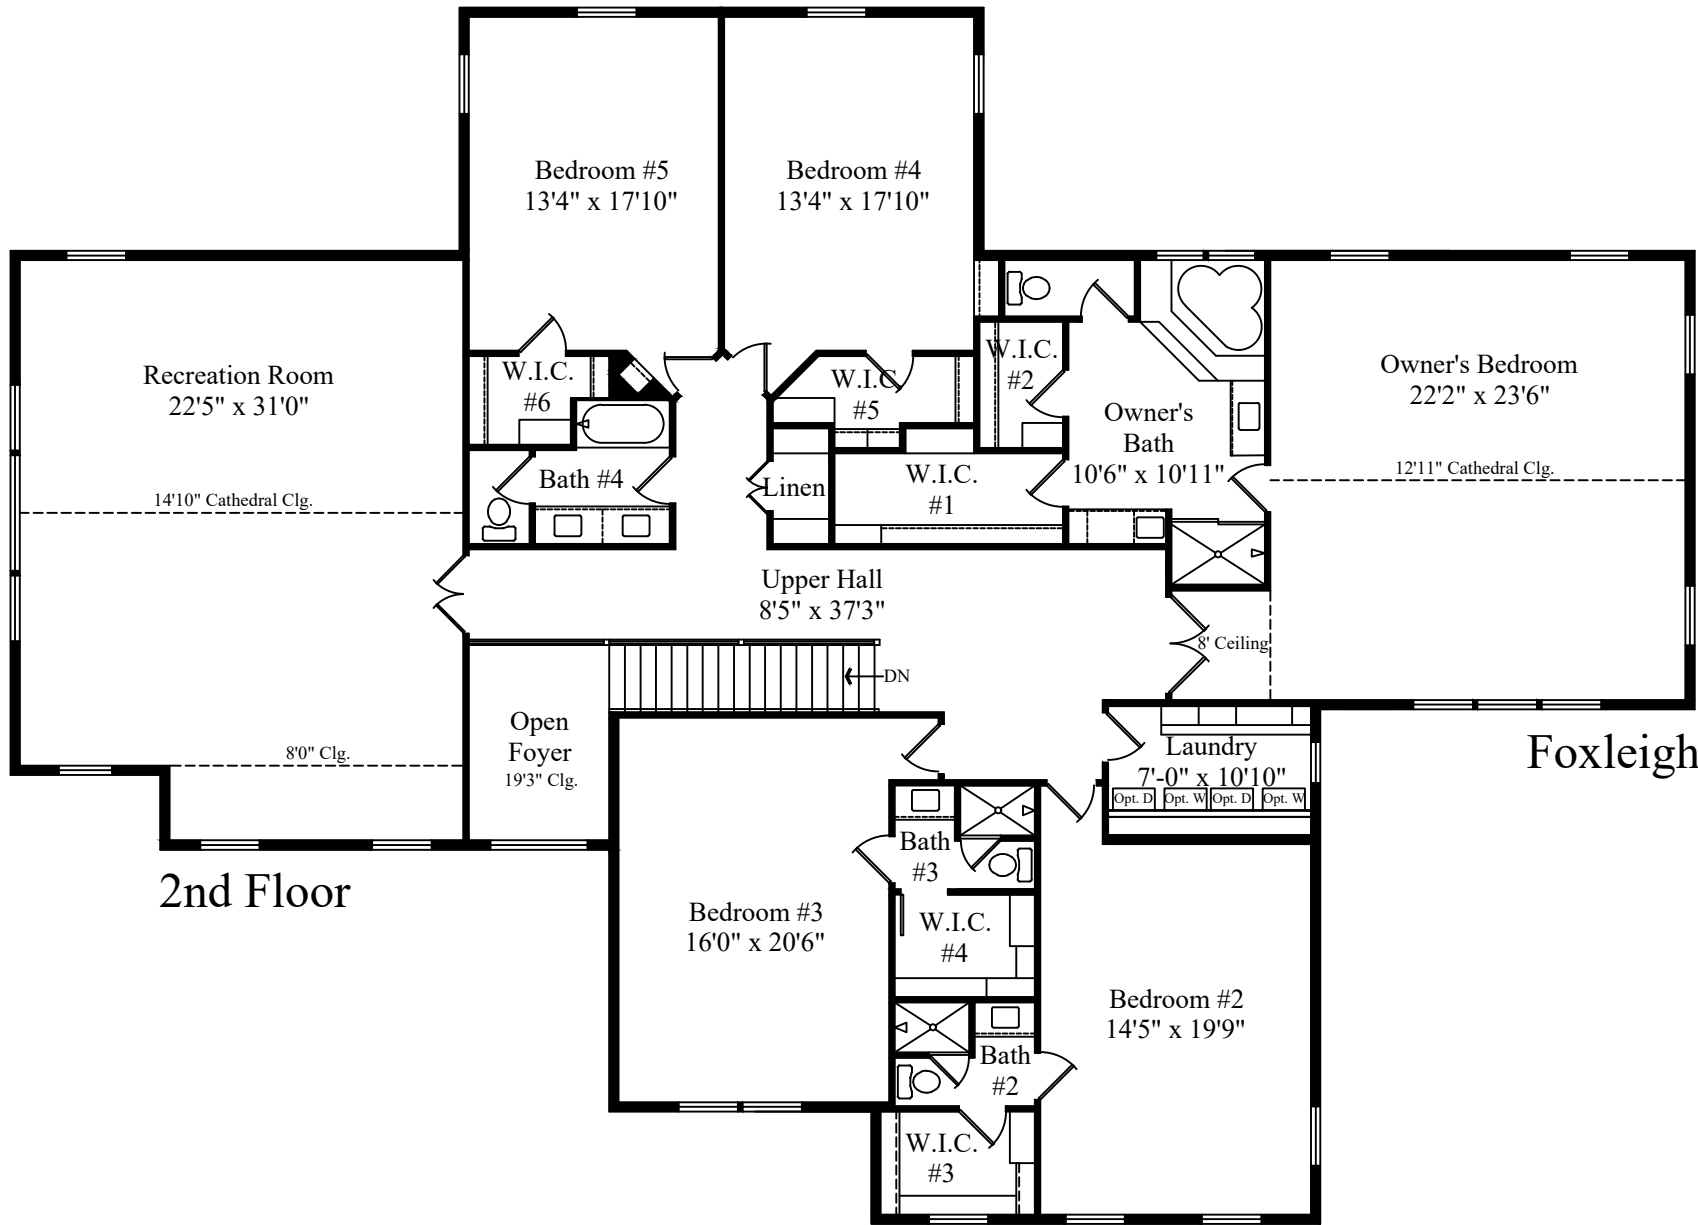 Bedroom #5
13'4" x 17'10"
Bedroom #4
13'4" x 17'10"
Recreation Room
22'5" x 31'0"
14'10" Cathedral Clg.
8'0" Clg.
W.I.C.
#6
Bath #4
W.I.C
#5
Linen
W.I.C.
#1
W.I.C.
#2
Owner's
Bath
10'6" x 10'11"
Owner's Bedroom
22'2" x 23'6"
12'11" Cathedral Clg.
Upper Hall
8'5" x 37'3"
8' Ceiling
DN
Open
Foyer
19'3" Clg.
Laundry
7'-0" x 10'10"
Opt. D
Opt. W
Opt. D
Opt. W
Foxleigh
2nd Floor
Bath
#3
Bedroom #3
16'0" x 20'6"
W.I.C.
#4
Bedroom #2
14'5" x 19'9"
Bath
#2
W.I.C.
#3